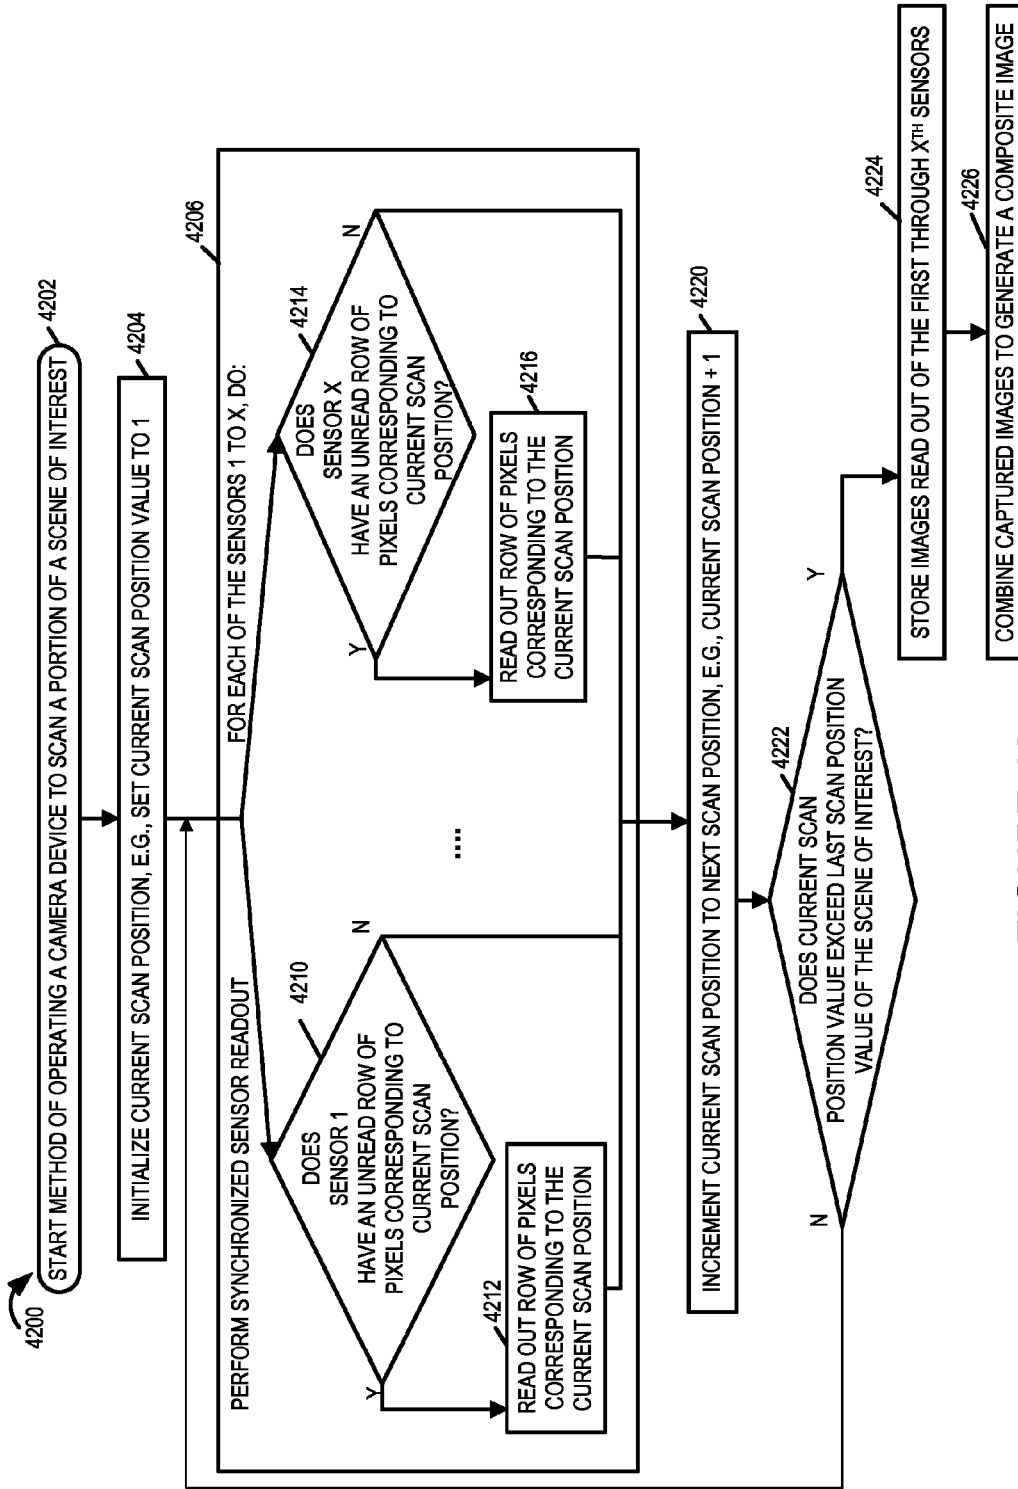 4200
START METHOD OF OPERATING A CAMERA DEVICE TO SCAN A PORTION OF A SCENE OF INTEREST
4202
INITIALIZE CURRENT SCAN POSITION, E.G., SET CURRENT SCAN POSITION VALUE TO 1
4204
4206
PERFORM SYNCHRONIZED SENSOR READOUT
FOR EACH OF THE SENSORS 1 TO X, DO:
4210
DOES
SENSOR 1
HAVE AN UNREAD ROW OF
PIXELS CORRESPONDING TO
CURRENT SCAN
POSITION?
Y
N
4212
READ OUT ROW OF PIXELS
CORRESPONDING TO THE
CURRENT SCAN POSITION
....
4214
DOES
SENSOR X
HAVE AN UNREAD ROW OF
PIXELS CORRESPONDING TO
CURRENT SCAN
POSITION?
Y
N
4216
READ OUT ROW OF PIXELS
CORRESPONDING TO THE
CURRENT SCAN POSITION
4220
INCREMENT CURRENT SCAN POSITION TO NEXT SCAN POSITION, E.G., CURRENT SCAN POSITION + 1
4222
DOES CURRENT SCAN
POSITION VALUE EXCEED LAST SCAN POSITION
VALUE OF THE SCENE OF INTEREST?
N
Y
4224
STORE IMAGES READ OUT OF THE FIRST THROUGH XTH SENSORS
4226
COMBINE CAPTURED IMAGES TO GENERATE A COMPOSITE IMAGE